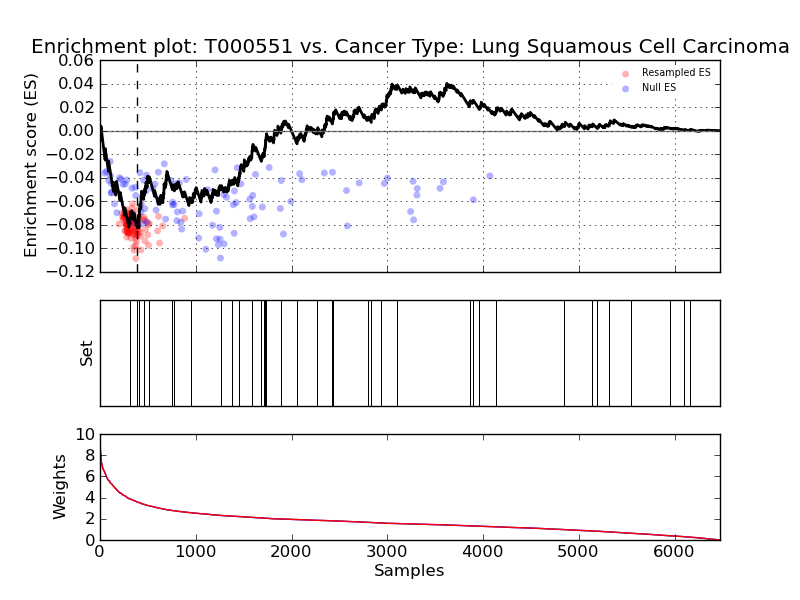 Enrichment plot: T000551 vs. Cancer Type: Lung Squamous Cell Carcinoma
Enrichment score (ES)
0.06
0.04
0.02
0.00
−0.02
−0.04
−0.06
−0.08
−0.10
−0.12
Resampled ES
Null ES
Set
Weights
10
8
6
4
2
0
0 1000 2000 3000 4000 5000 6000
Samples